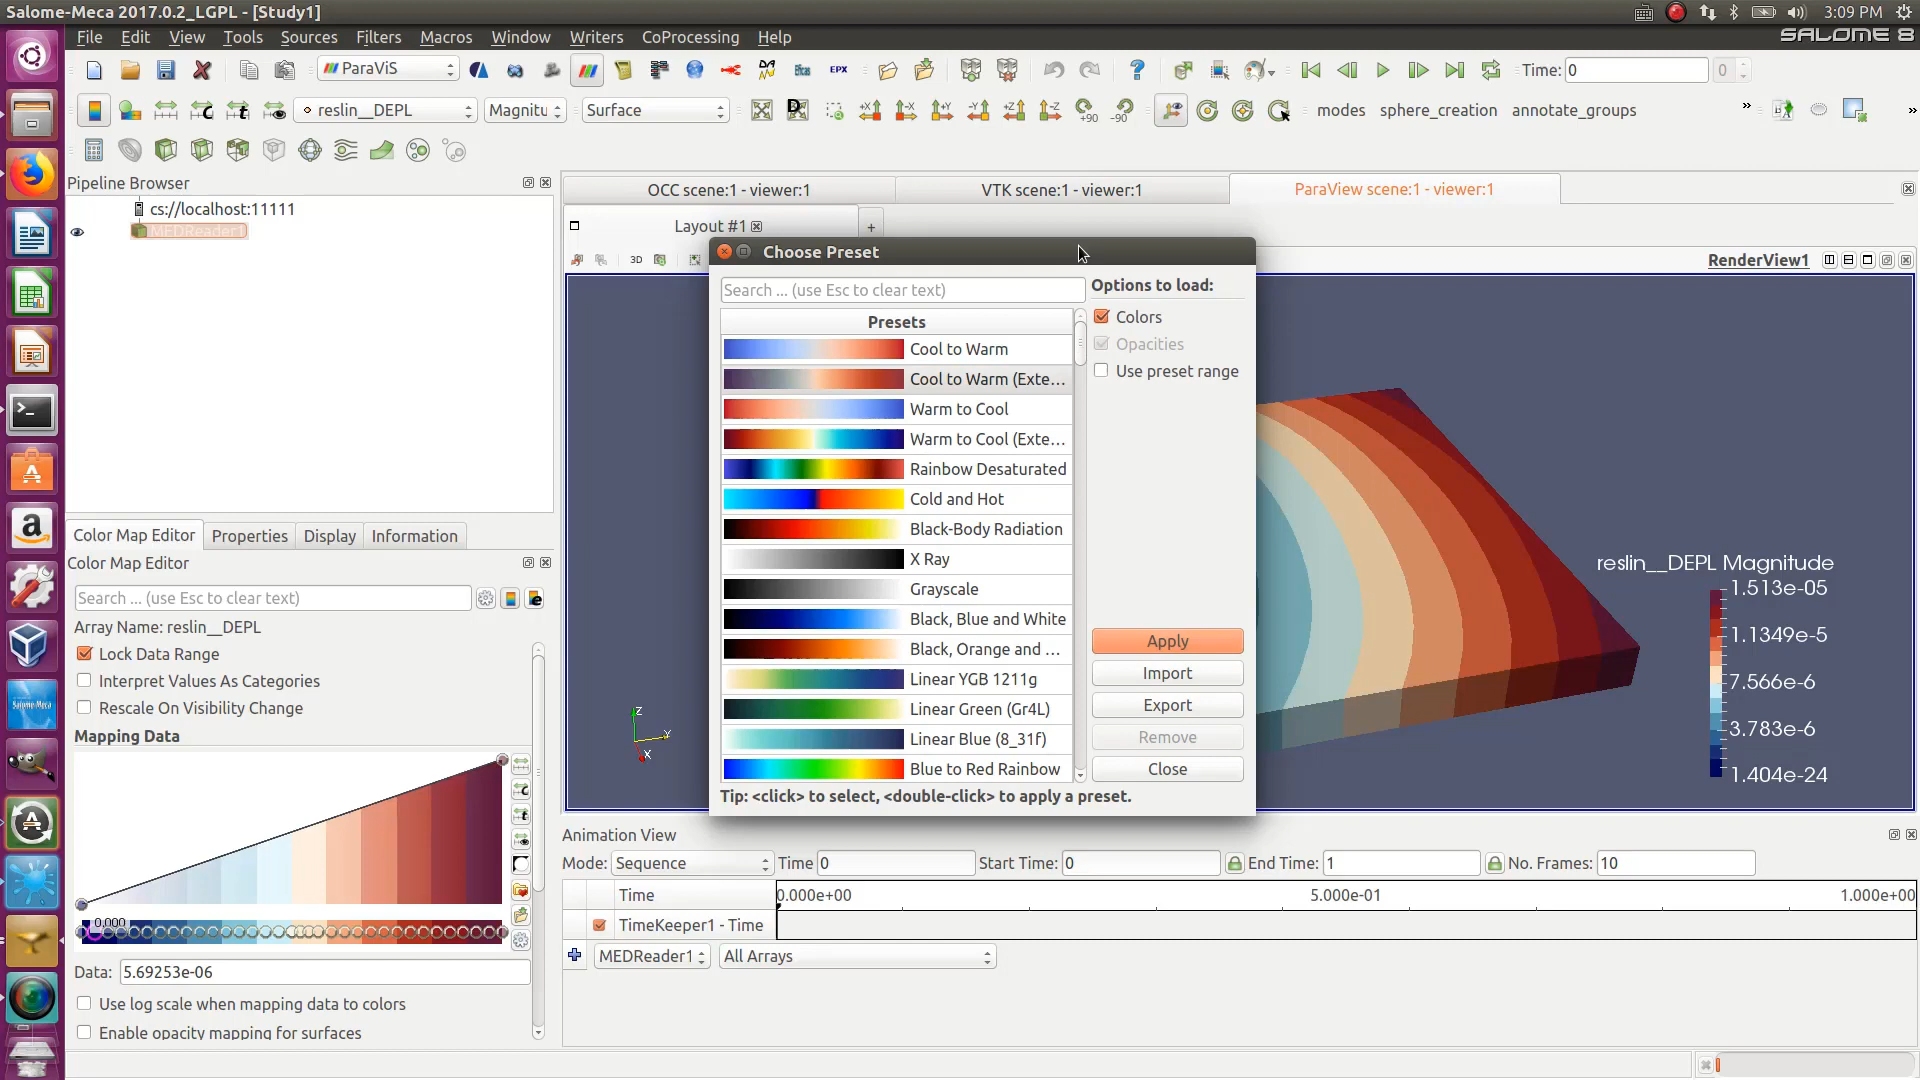 Salome-Meca 2017.0.2_LGPL - [Study1]
3:09 PM
File Edit View Tools Sources Filters Macros Window Writers CoProcessing Help
SALOME 8
ParaViS
EPX
Time: 0
0
reslin__DEPL
Magnitu
Surface
+X
-X
+Y
-Y
+Z
-Z
+90
-90
modes sphere_creation annotate_groups
Pipeline Browser
cs://localhost:11111
MEDReader1
OCC scene:1 - viewer:1
VTK scene:1 - viewer:1
ParaView scene:1 - viewer:1
Layout #1
+
3D
RenderView1
Choose Preset
Search ... (use Esc to clear text)
Options to load:
Presets
Colors
Opacities
Use preset range
Cool to Warm
Cool to Warm (Exte...
Warm to Cool
Warm to Cool (Exte...
Rainbow Desaturated
Cold and Hot
Black-Body Radiation
X Ray
Grayscale
Black, Blue and White
Black, Orange and ...
Linear YGB 1211g
Linear Green (Gr4L)
Linear Blue (8_31f)
Blue to Red Rainbow
Apply
Import
Export
Remove
Close
Tip: <click> to select, <double-click> to apply a preset.
reslin__DEPL Magnitude
1.513e-05
1.1349e-5
7.566e-6
3.783e-6
1.404e-24
Z
Y
X
Color Map Editor
Properties
Display
Information
Color Map Editor
Search ... (use Esc to clear text)
Array Name: reslin__DEPL
Lock Data Range
Interpret Values As Categories
Rescale On Visibility Change
Mapping Data
0.000
Data: 5.69253e-06
Use log scale when mapping data to colors
Enable opacity mapping for surfaces
Animation View
Mode: Sequence Time 0 Start Time: 0 End Time: 1 No. Frames: 10
Time
0.000e+00
5.000e-01
1.000e+00
TimeKeeper1 - Time
MEDReader1
All Arrays
Salome-Meca